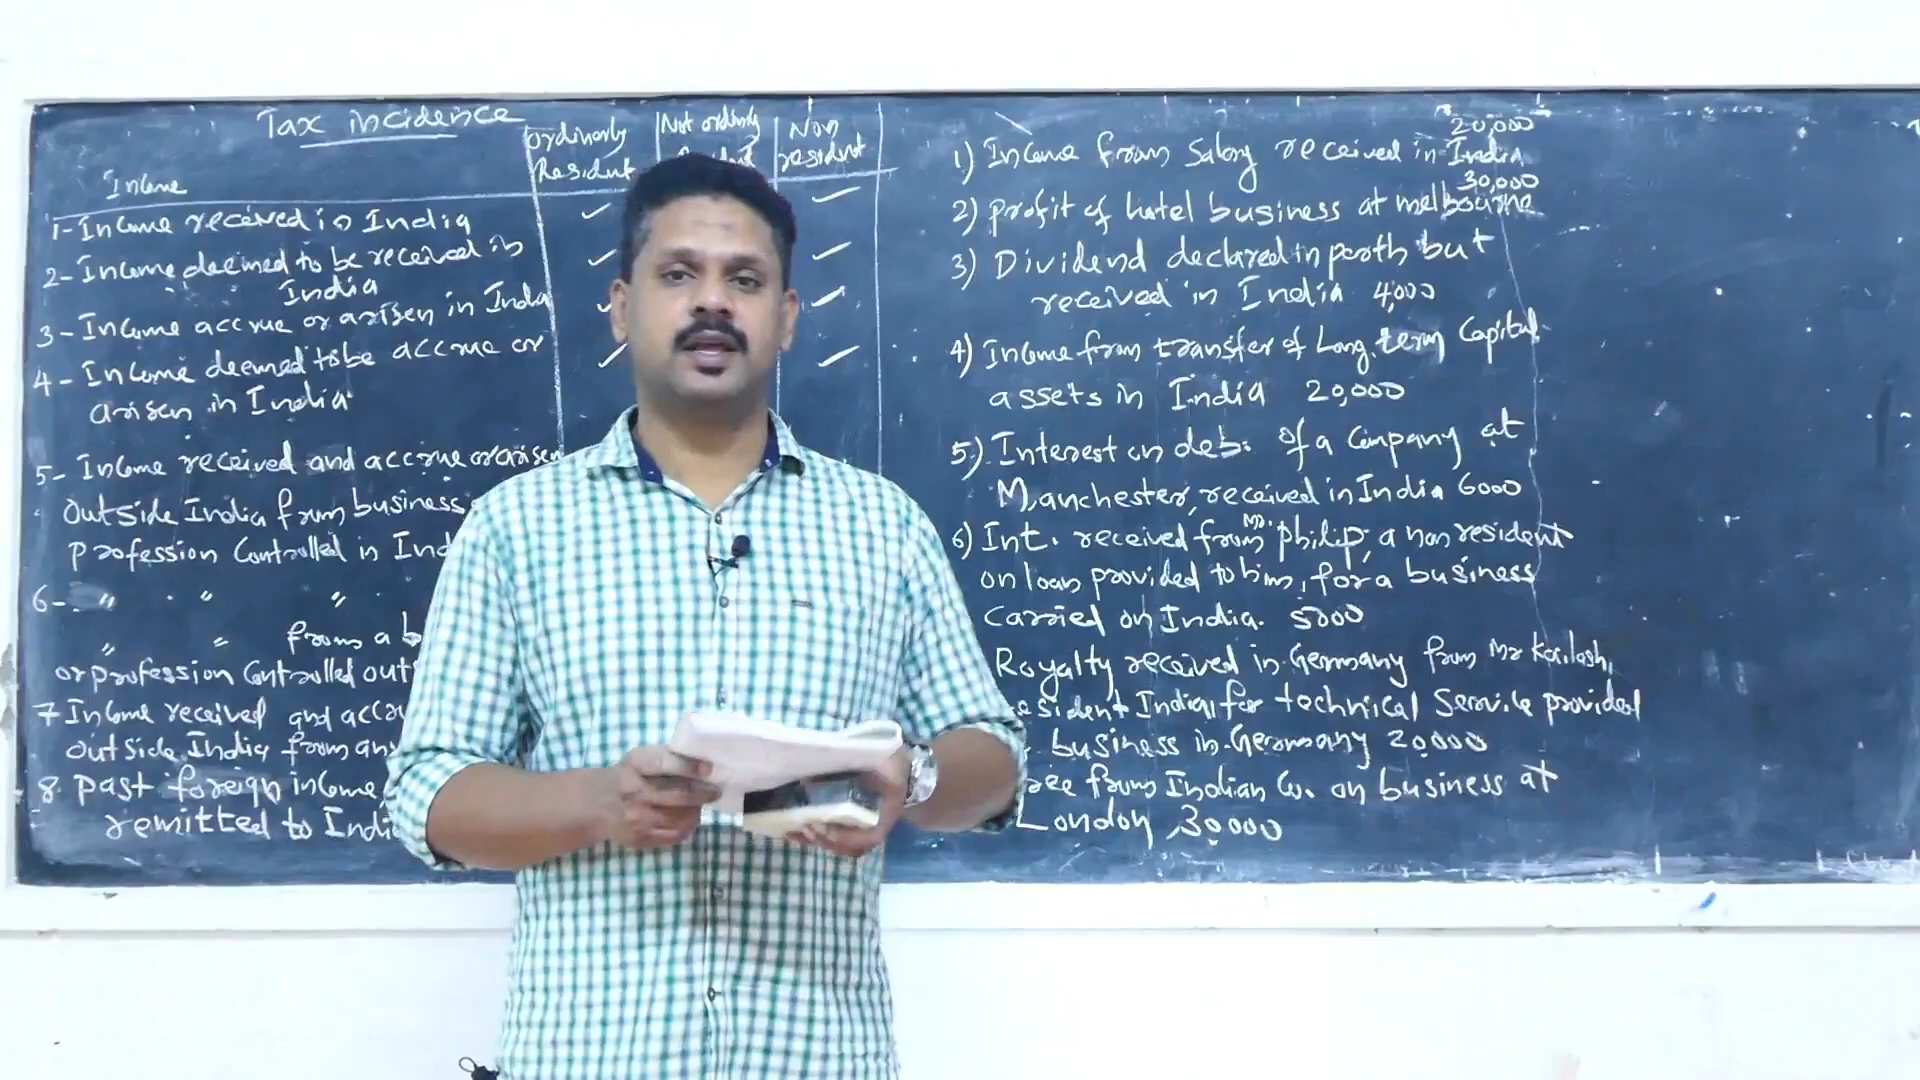 Tax incidence
Income
Ordinarly
Resident
Not ordinarly
Non
resident
1-Income received in India
2-Income deemed to be received in
India
3-Income accrue or arisen in India
4-Income deemed to be accrue or
arisen in India
5-Income received and accrue or arisen
outside India from business
profession Controlled in Ind
6- " " "
" " from a b
or profession Controlled out
7 Income received and accru
outside India from any
8. past foreign income
remitted to Indi
20,000
1) Income from Salary received in India
30,000
2) profit of hotel business at melbourne
3) Dividend declared in perth but
received in India 4,000
4) Income from transfer of Long term Capital
assets in India 20,000
5) Interest on deb: of a Company at
Manchester, received in India 6000
6) Int. received from Mr. philip, a non resident
on loan provided to him, for a business
Carried on India. 5000
Royalty received in Germany from Mr Kailash,
esident Indian for technical Service provided
business in Germany 20,000
ee from Indian Co. on business at
London, 30,000